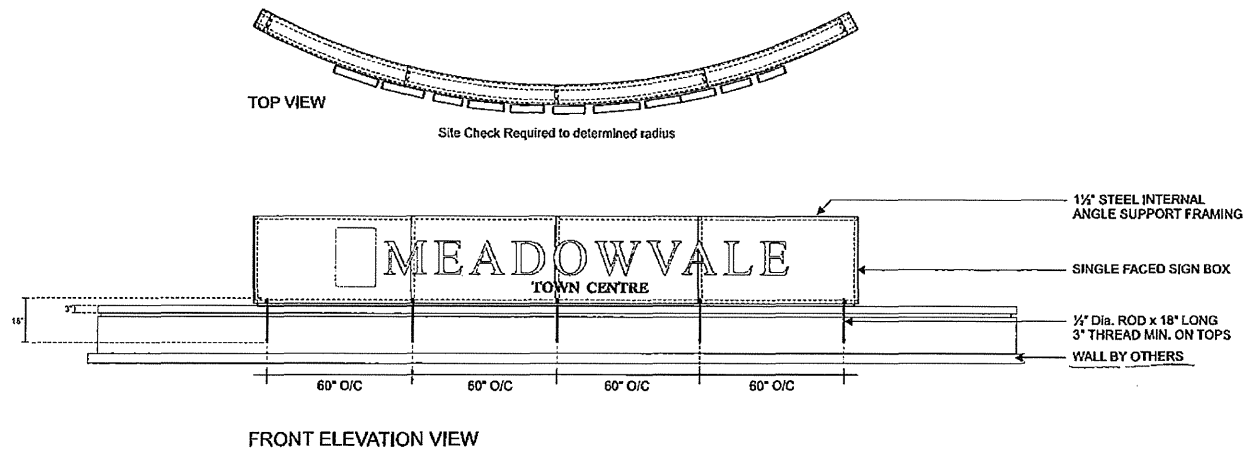 TOP VIEW
Site Check Required to determined radius
1½" STEEL INTERNAL
ANGLE SUPPORT FRAMING
MEADOWVALE
TOWN CENTRE
SINGLE FACED SIGN BOX
3"
18"
½" Dia. ROD x 18" LONG
3" THREAD MIN. ON TOPS
WALL BY OTHERS
60" O/C
60" O/C
60" O/C
60" O/C
FRONT ELEVATION VIEW